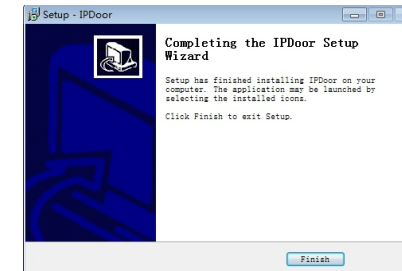 Setup - IPDoor
Completing the IPDoor Setup
Wizard
Setup has finished installing IPDoor on your
computer. The application may be launched by
selecting the installed icons.
Click Finish to exit Setup.
Finish